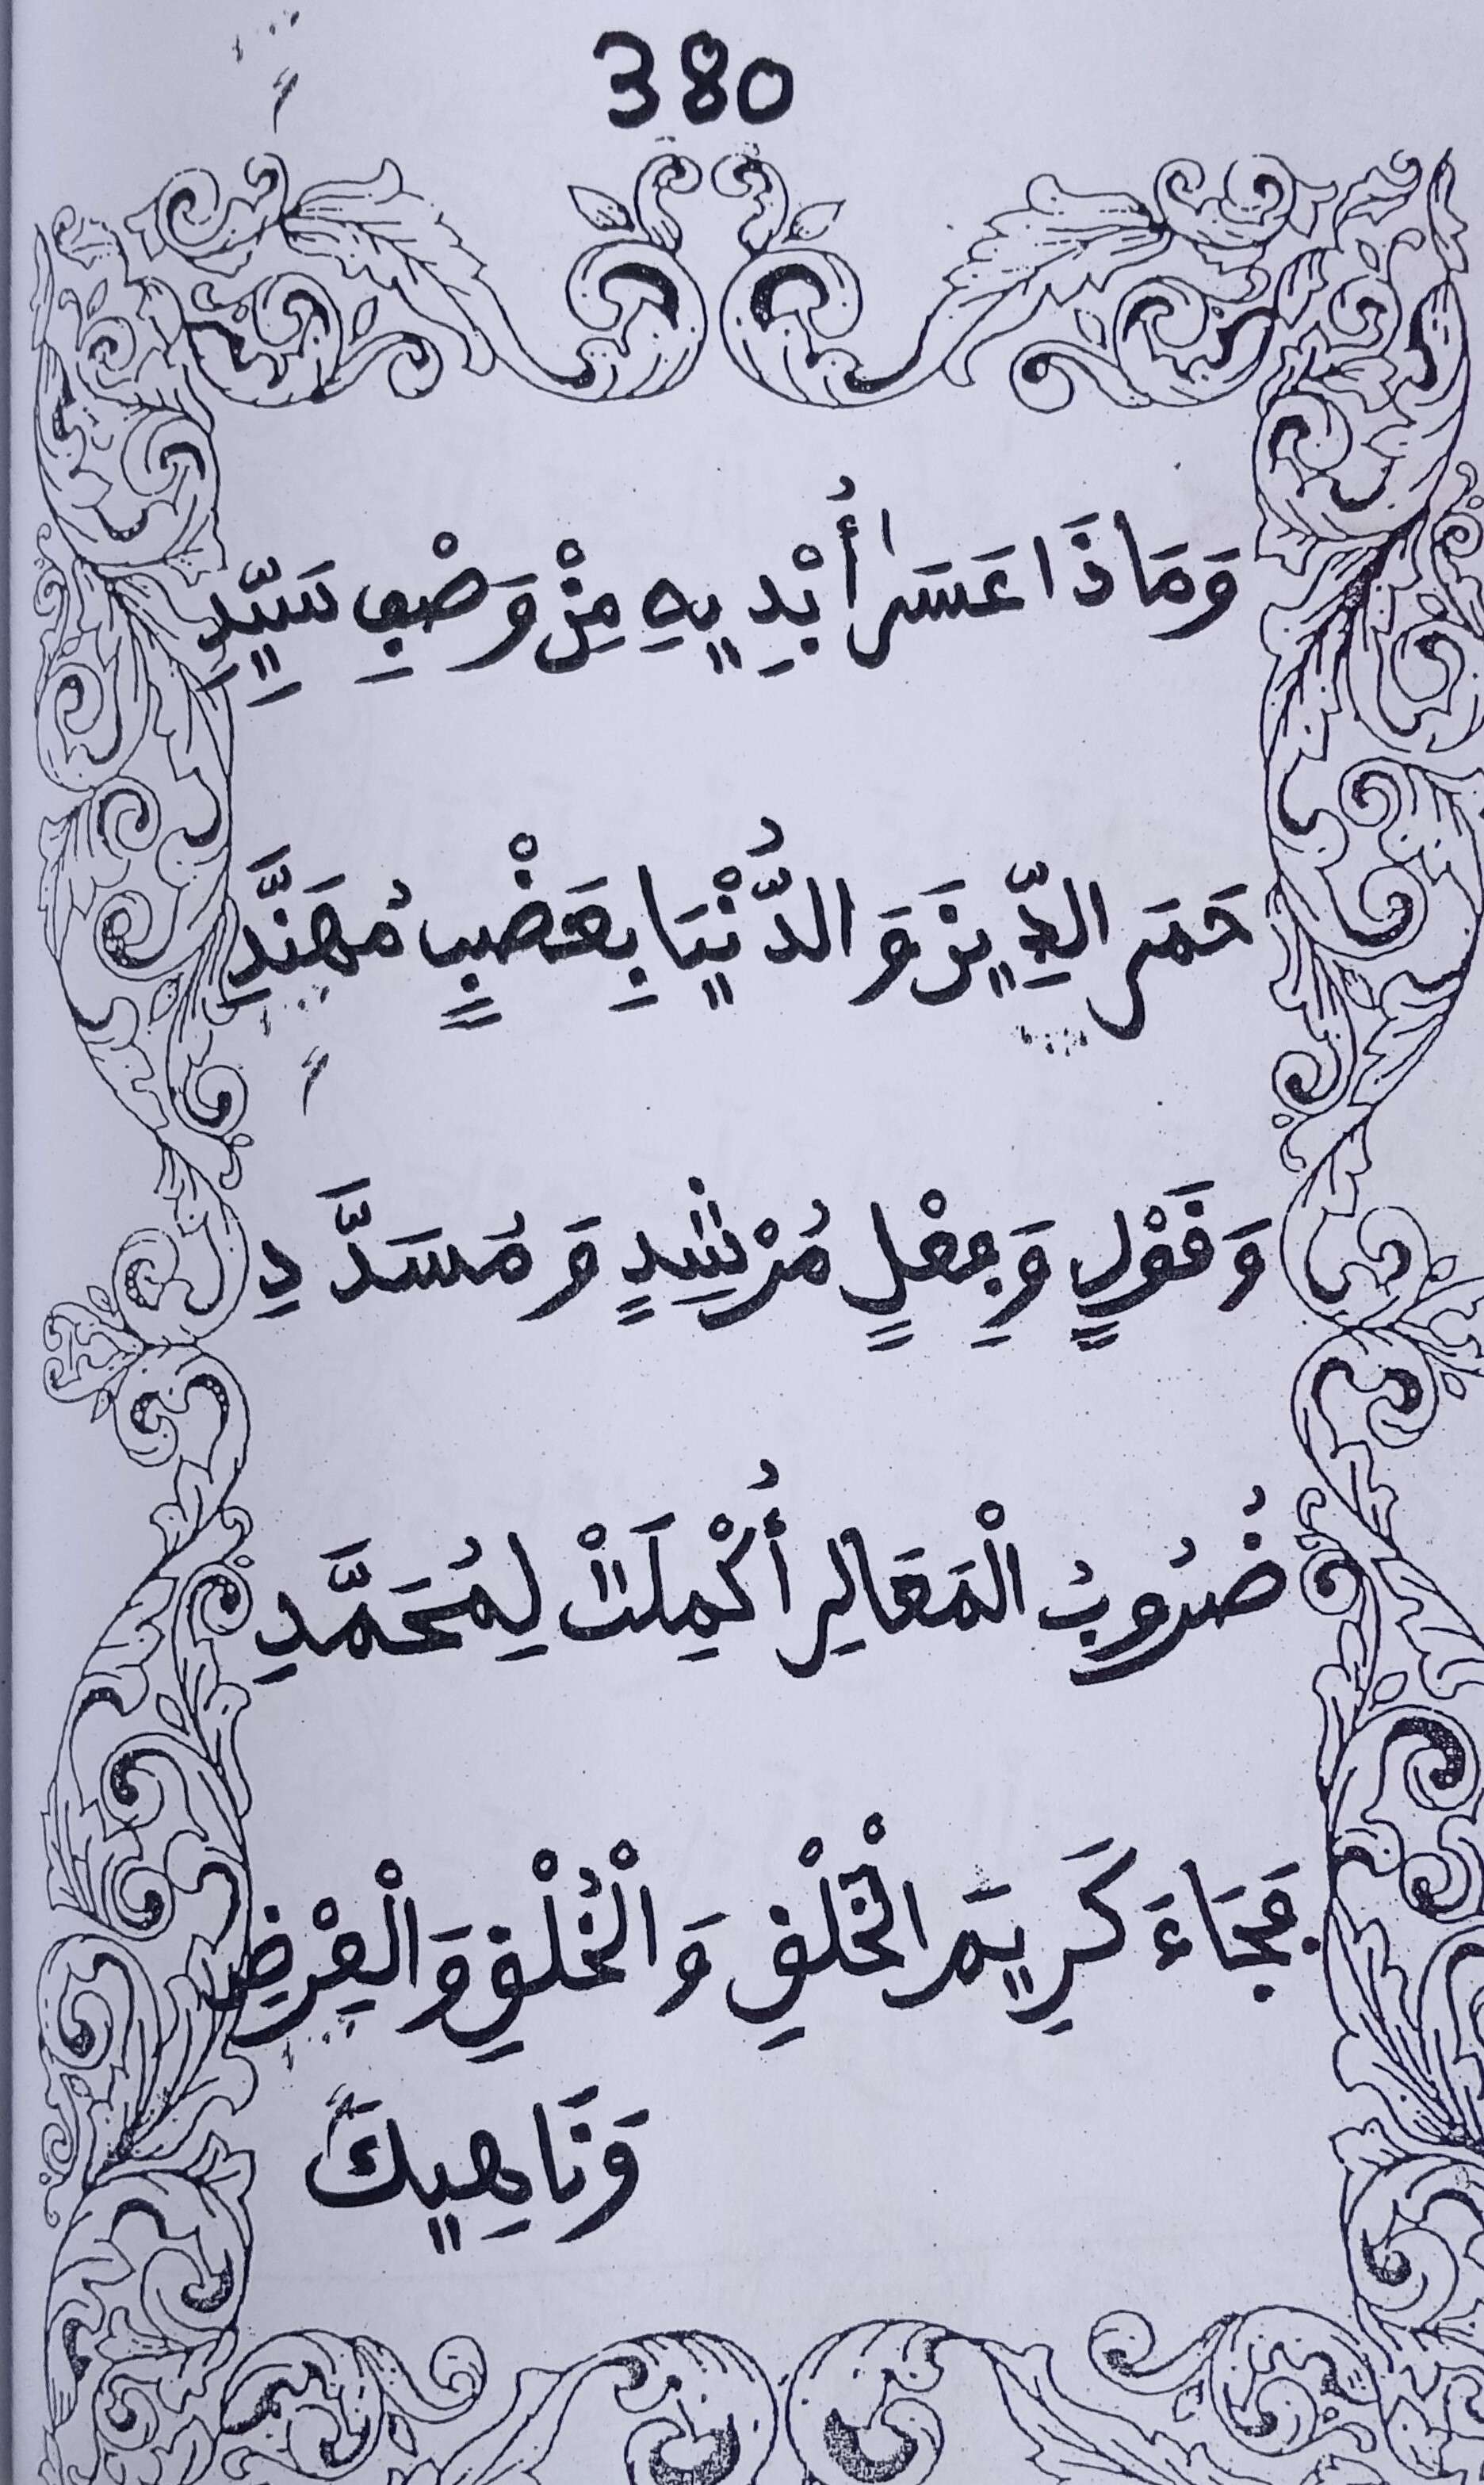 380
وَمَاذَا عَسَىٰ أُبْدِيهِ مِنْ وَصْفِ سَيِّدِ
حَمَى الدِّينَ وَالدُّنْيَا بِعَضْبٍ مُهَنَّدِ
وَقَوْلٍ وَفِعْلٍ مُرْشِدٍ وَمُسَدَّدِ
ضُرُوبُ الْمَعَالِي أُكْمِلَتْ لِمُحَمَّدِ
فَجَاءَ كَرِيمَ الْخَلْقِ وَالْخُلْقِ وَالْعِرْضِ
وَنَاهِيكَ